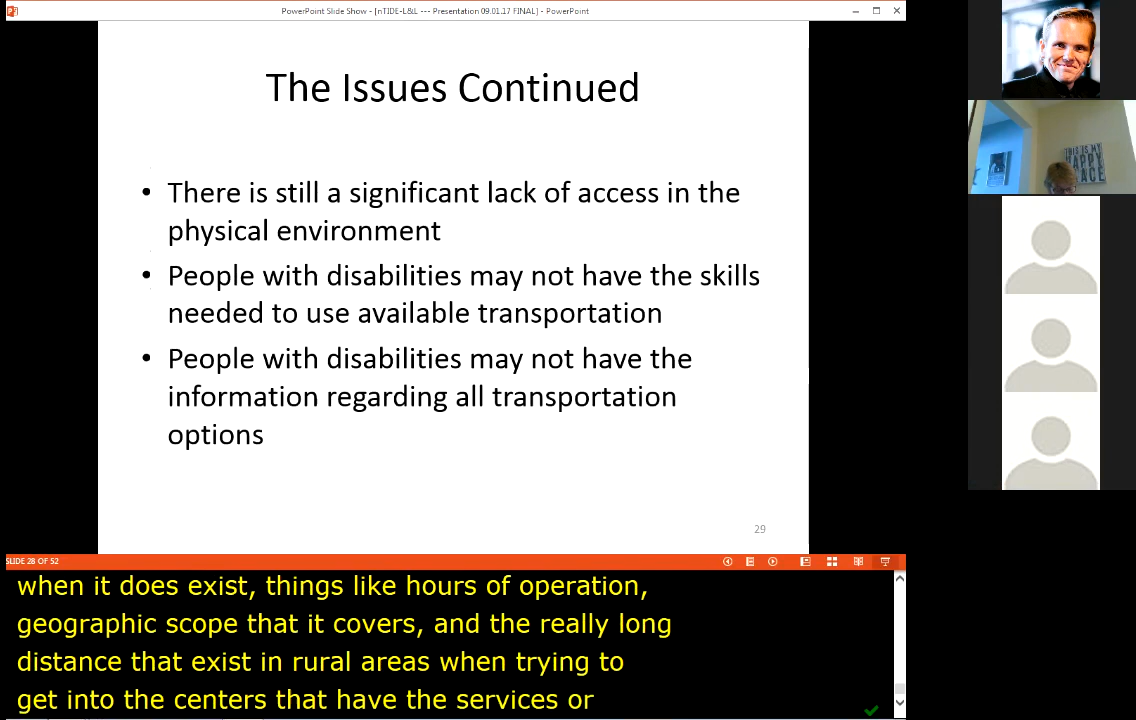 PowerPoint Slide Show - [nTIDE-L&L --- Presentation 09.01.17 FINAL] - PowerPoint
The Issues Continued
• There is still a significant lack of access in the
physical environment
• People with disabilities may not have the skills
needed to use available transportation
• People with disabilities may not have the
information regarding all transportation
options
29
THIS IS MY
HAPPY
SLIDE 28 OF 52
when it does exist, things like hours of operation,
geographic scope that it covers, and the really long
distance that exist in rural areas when trying to
get into the centers that have the services or